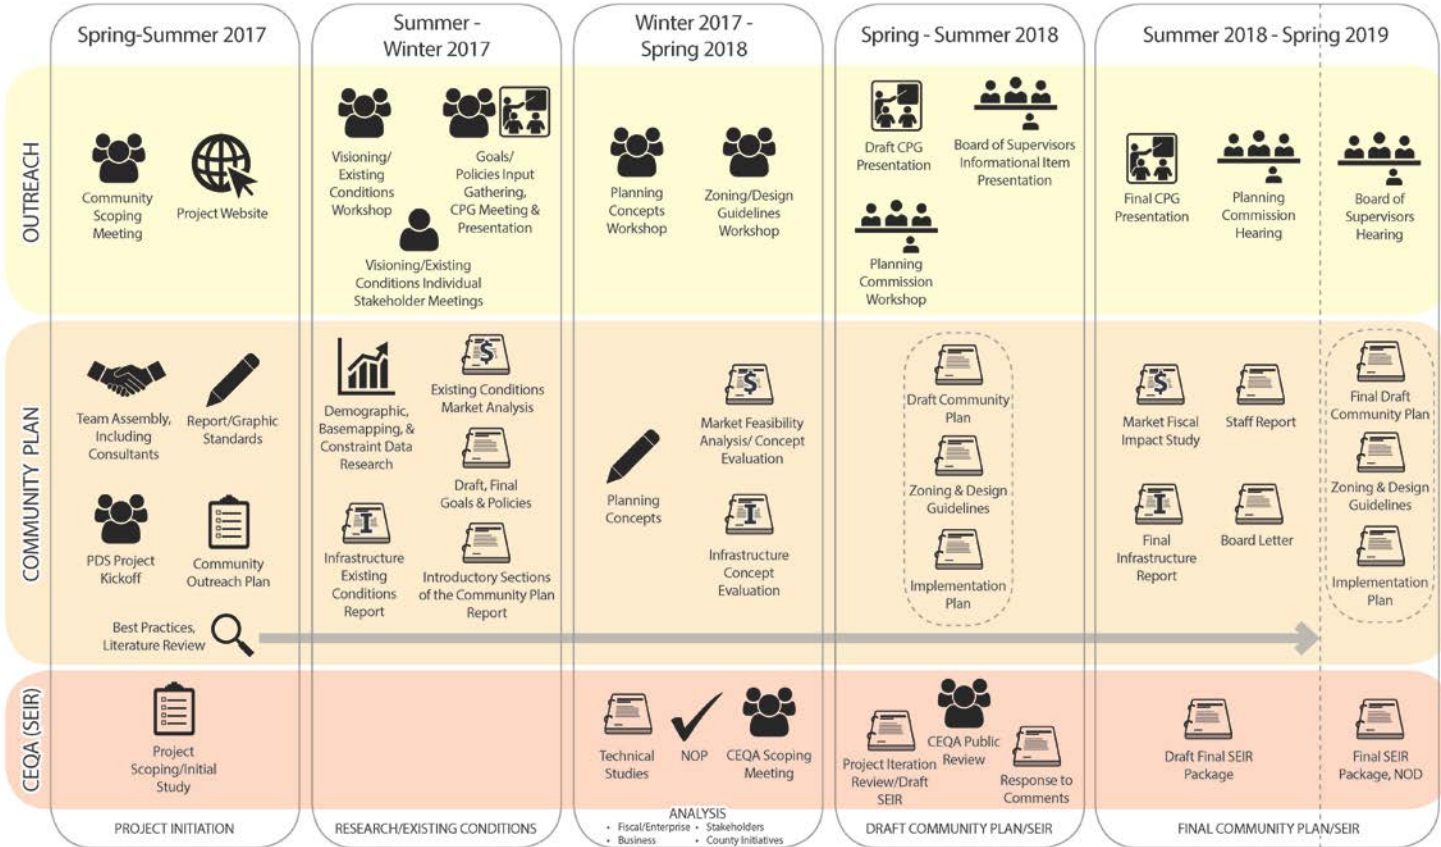 Spring-Summer 2017
Summer -
Winter 2017
Winter 2017 -
Spring 2018
Spring - Summer 2018
Summer 2018 - Spring 2019
OUTREACH
Community
Scoping
Meeting
Project Website
Visioning/
Existing
Conditions
Workshop
Goals/
Policies Input
Gathering,
CPG Meeting &
Presentation
Visioning/Existing
Conditions Individual
Stakeholder Meetings
Planning
Concepts
Workshop
Zoning/Design
Guidelines
Workshop
Draft CPG
Presentation
Board of Supervisors
Informational Item
Presentation
Planning
Commission
Workshop
Final CPG
Presentation
Planning
Commission
Hearing
Board of
Supervisors
Hearing
COMMUNITY PLAN
Team Assembly,
Including
Consultants
Report/Graphic
Standards
PDS Project
Kickoff
Community
Outreach Plan
Best Practices,
Literature Review
Demographic,
Basemapping, &
Constraint Data
Research
$
Existing Conditions
Market Analysis
Draft, Final
Goals & Policies
I
Infrastructure
Existing
Conditions
Report
Introductory Sections
of the Community Plan
Report
Planning
Concepts
$
Market Feasibility
Analysis/ Concept
Evaluation
I
Infrastructure
Concept
Evaluation
Draft Community
Plan
Zoning & Design
Guidelines
Implementation
Plan
$
Market Fiscal
Impact Study
Staff Report
I
Final
Infrastructure
Report
Board Letter
Final Draft
Community Plan
Zoning & Design
Guidelines
Implementation
Plan
CEQA (SEIR)
Project
Scoping/Initial
Study
Technical
Studies
NOP
CEQA Scoping
Meeting
Project Iteration
Review/Draft
SEIR
CEQA Public
Review
Response to
Comments
Draft Final SEIR
Package
Final SEIR
Package, NOD
PROJECT INITIATION
RESEARCH/EXISTING CONDITIONS
ANALYSIS
• Fiscal/Enterprise • Stakeholders
• Business • County Initiatives
DRAFT COMMUNITY PLAN/SEIR
FINAL COMMUNITY PLAN/SEIR